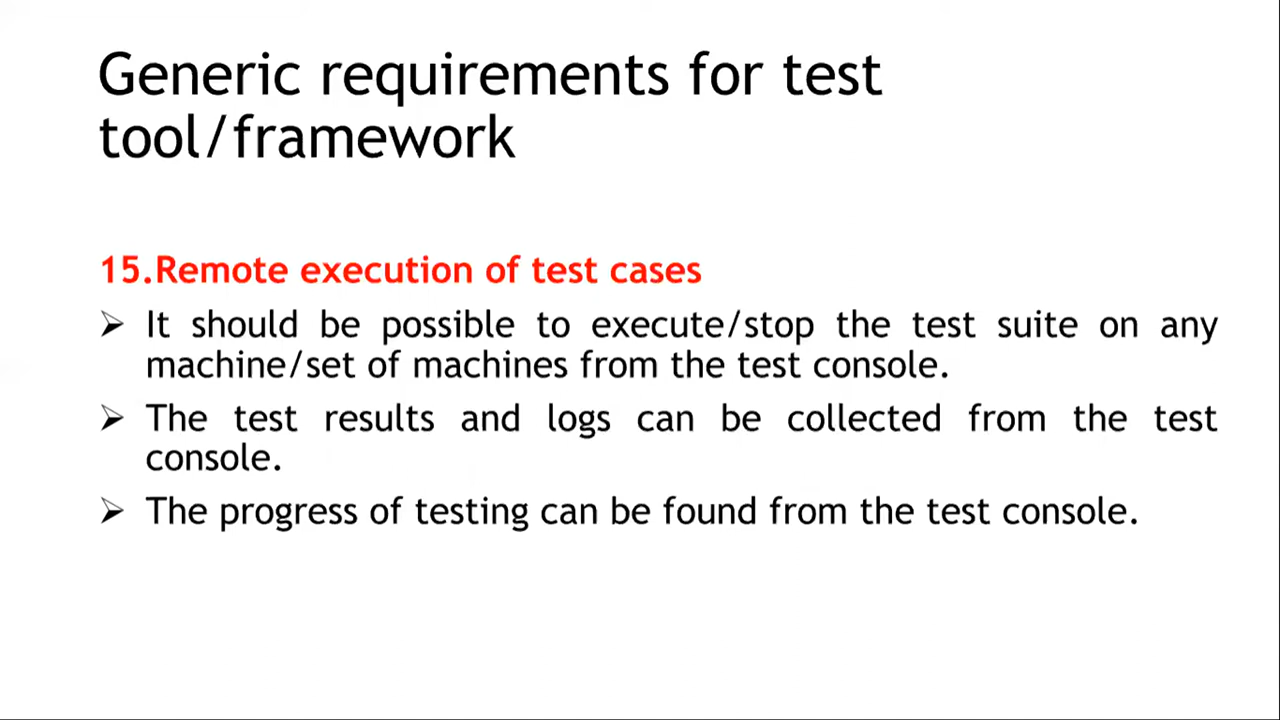 Generic requirements for test
tool/framework
15.Remote execution of test cases
➢ It should be possible to execute/stop the test suite on any
machine/set of machines from the test console.
➢ The test results and logs can be collected from the test
console.
➢ The progress of testing can be found from the test console.